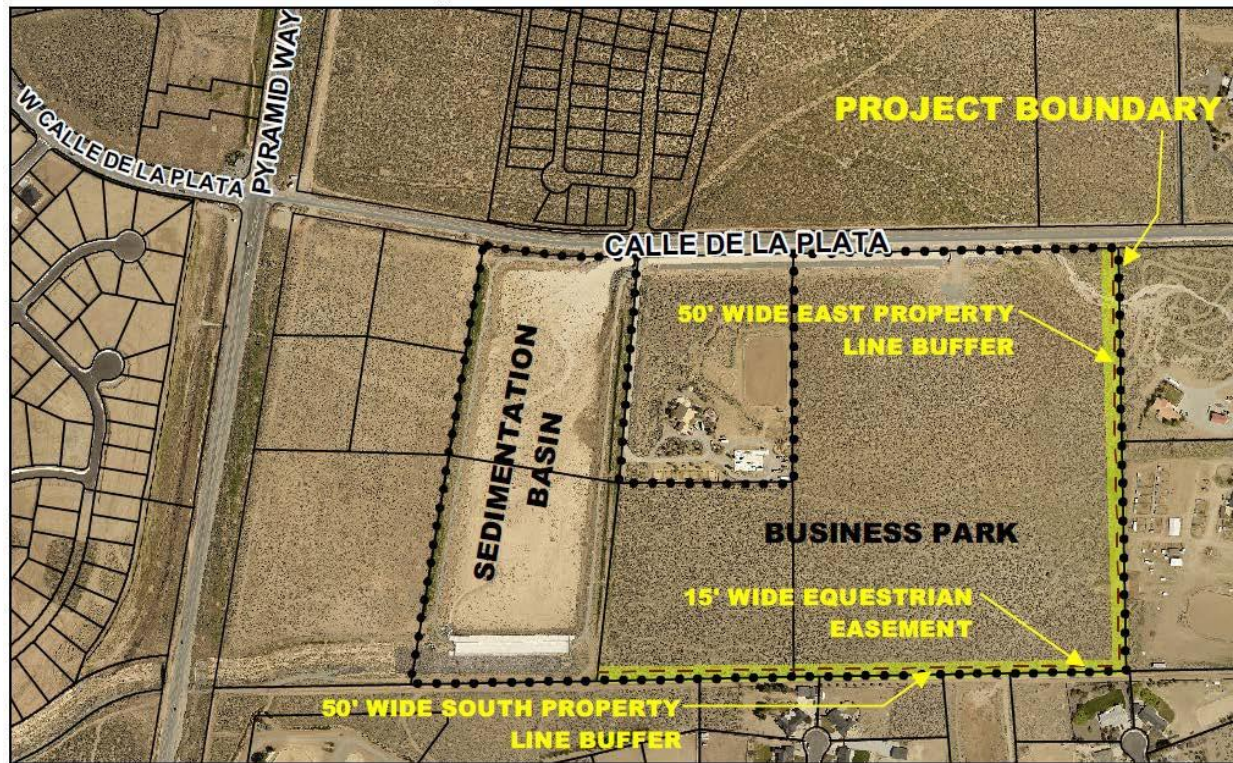 PYRAMID WAY
PROJECT BOUNDARY
W CALLE DE LA PLATA
CALLE DE LA PLATA
50' WIDE EAST PROPERTY
LINE BUFFER
SEDIMENTATION
BASIN
BUSINESS PARK
15' WIDE EQUESTRIAN
EASEMENT
50' WIDE SOUTH PROPERTY
LINE BUFFER